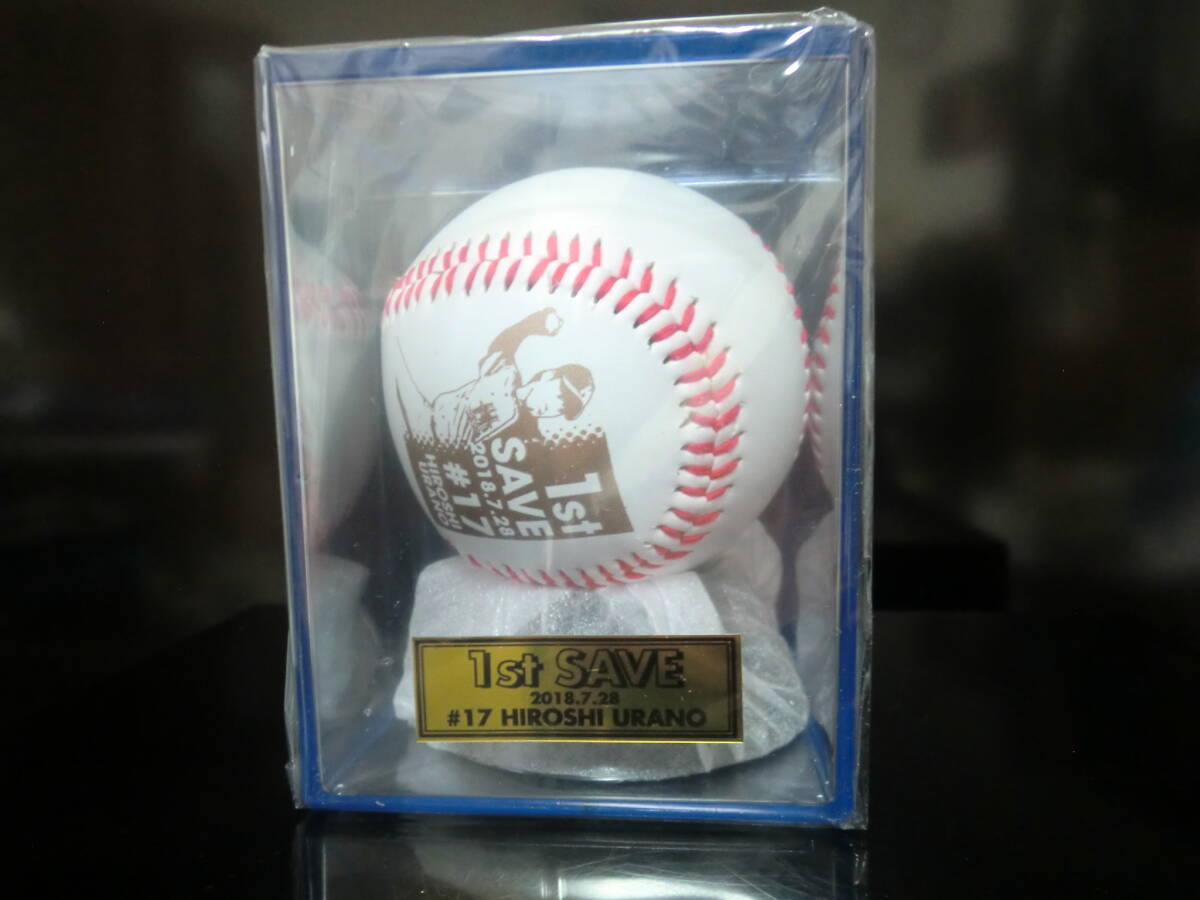 1st
SAVE
2018.7.28
#17
HIROSHI
URANO
1st SAVE
2018.7.28
#17 HIROSHI URANO